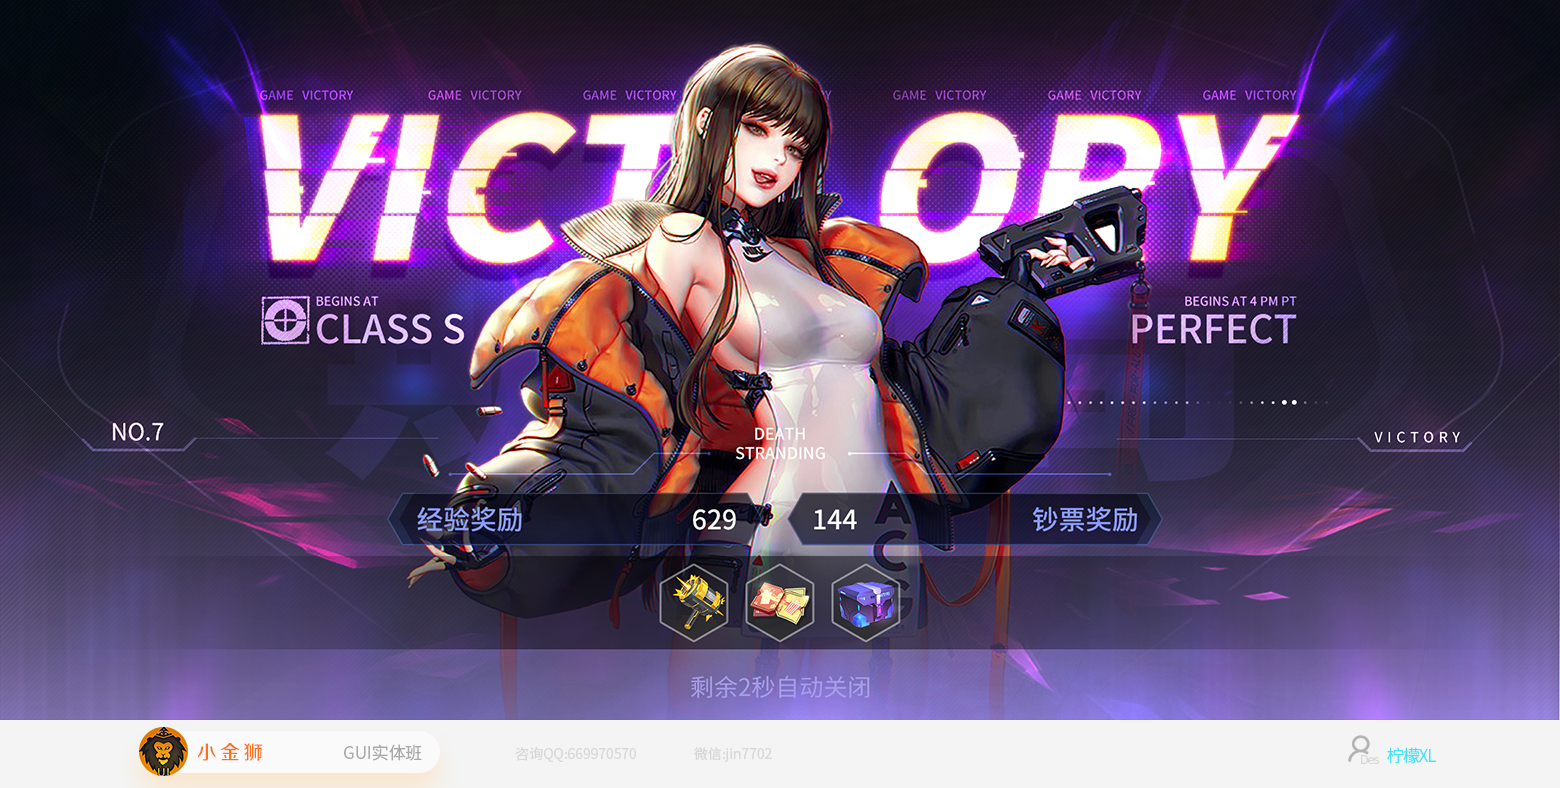 GAME VICTORY GAME VICTORY GAME VICTORY GAME VICTORY GAME VICTORY GAME VICTORY
VICTORY
BEGINS AT
CLASS S
BEGINS AT 4 PM PT
PERFECT
NO.7
VICTORY
DEATH
STRANDING
经验奖励 629
144 钞票奖励
ACG
剩余2秒自动关闭
小金狮 GUI实体班 咨询QQ:669970570 微信:jin7702 Des 柠檬XL